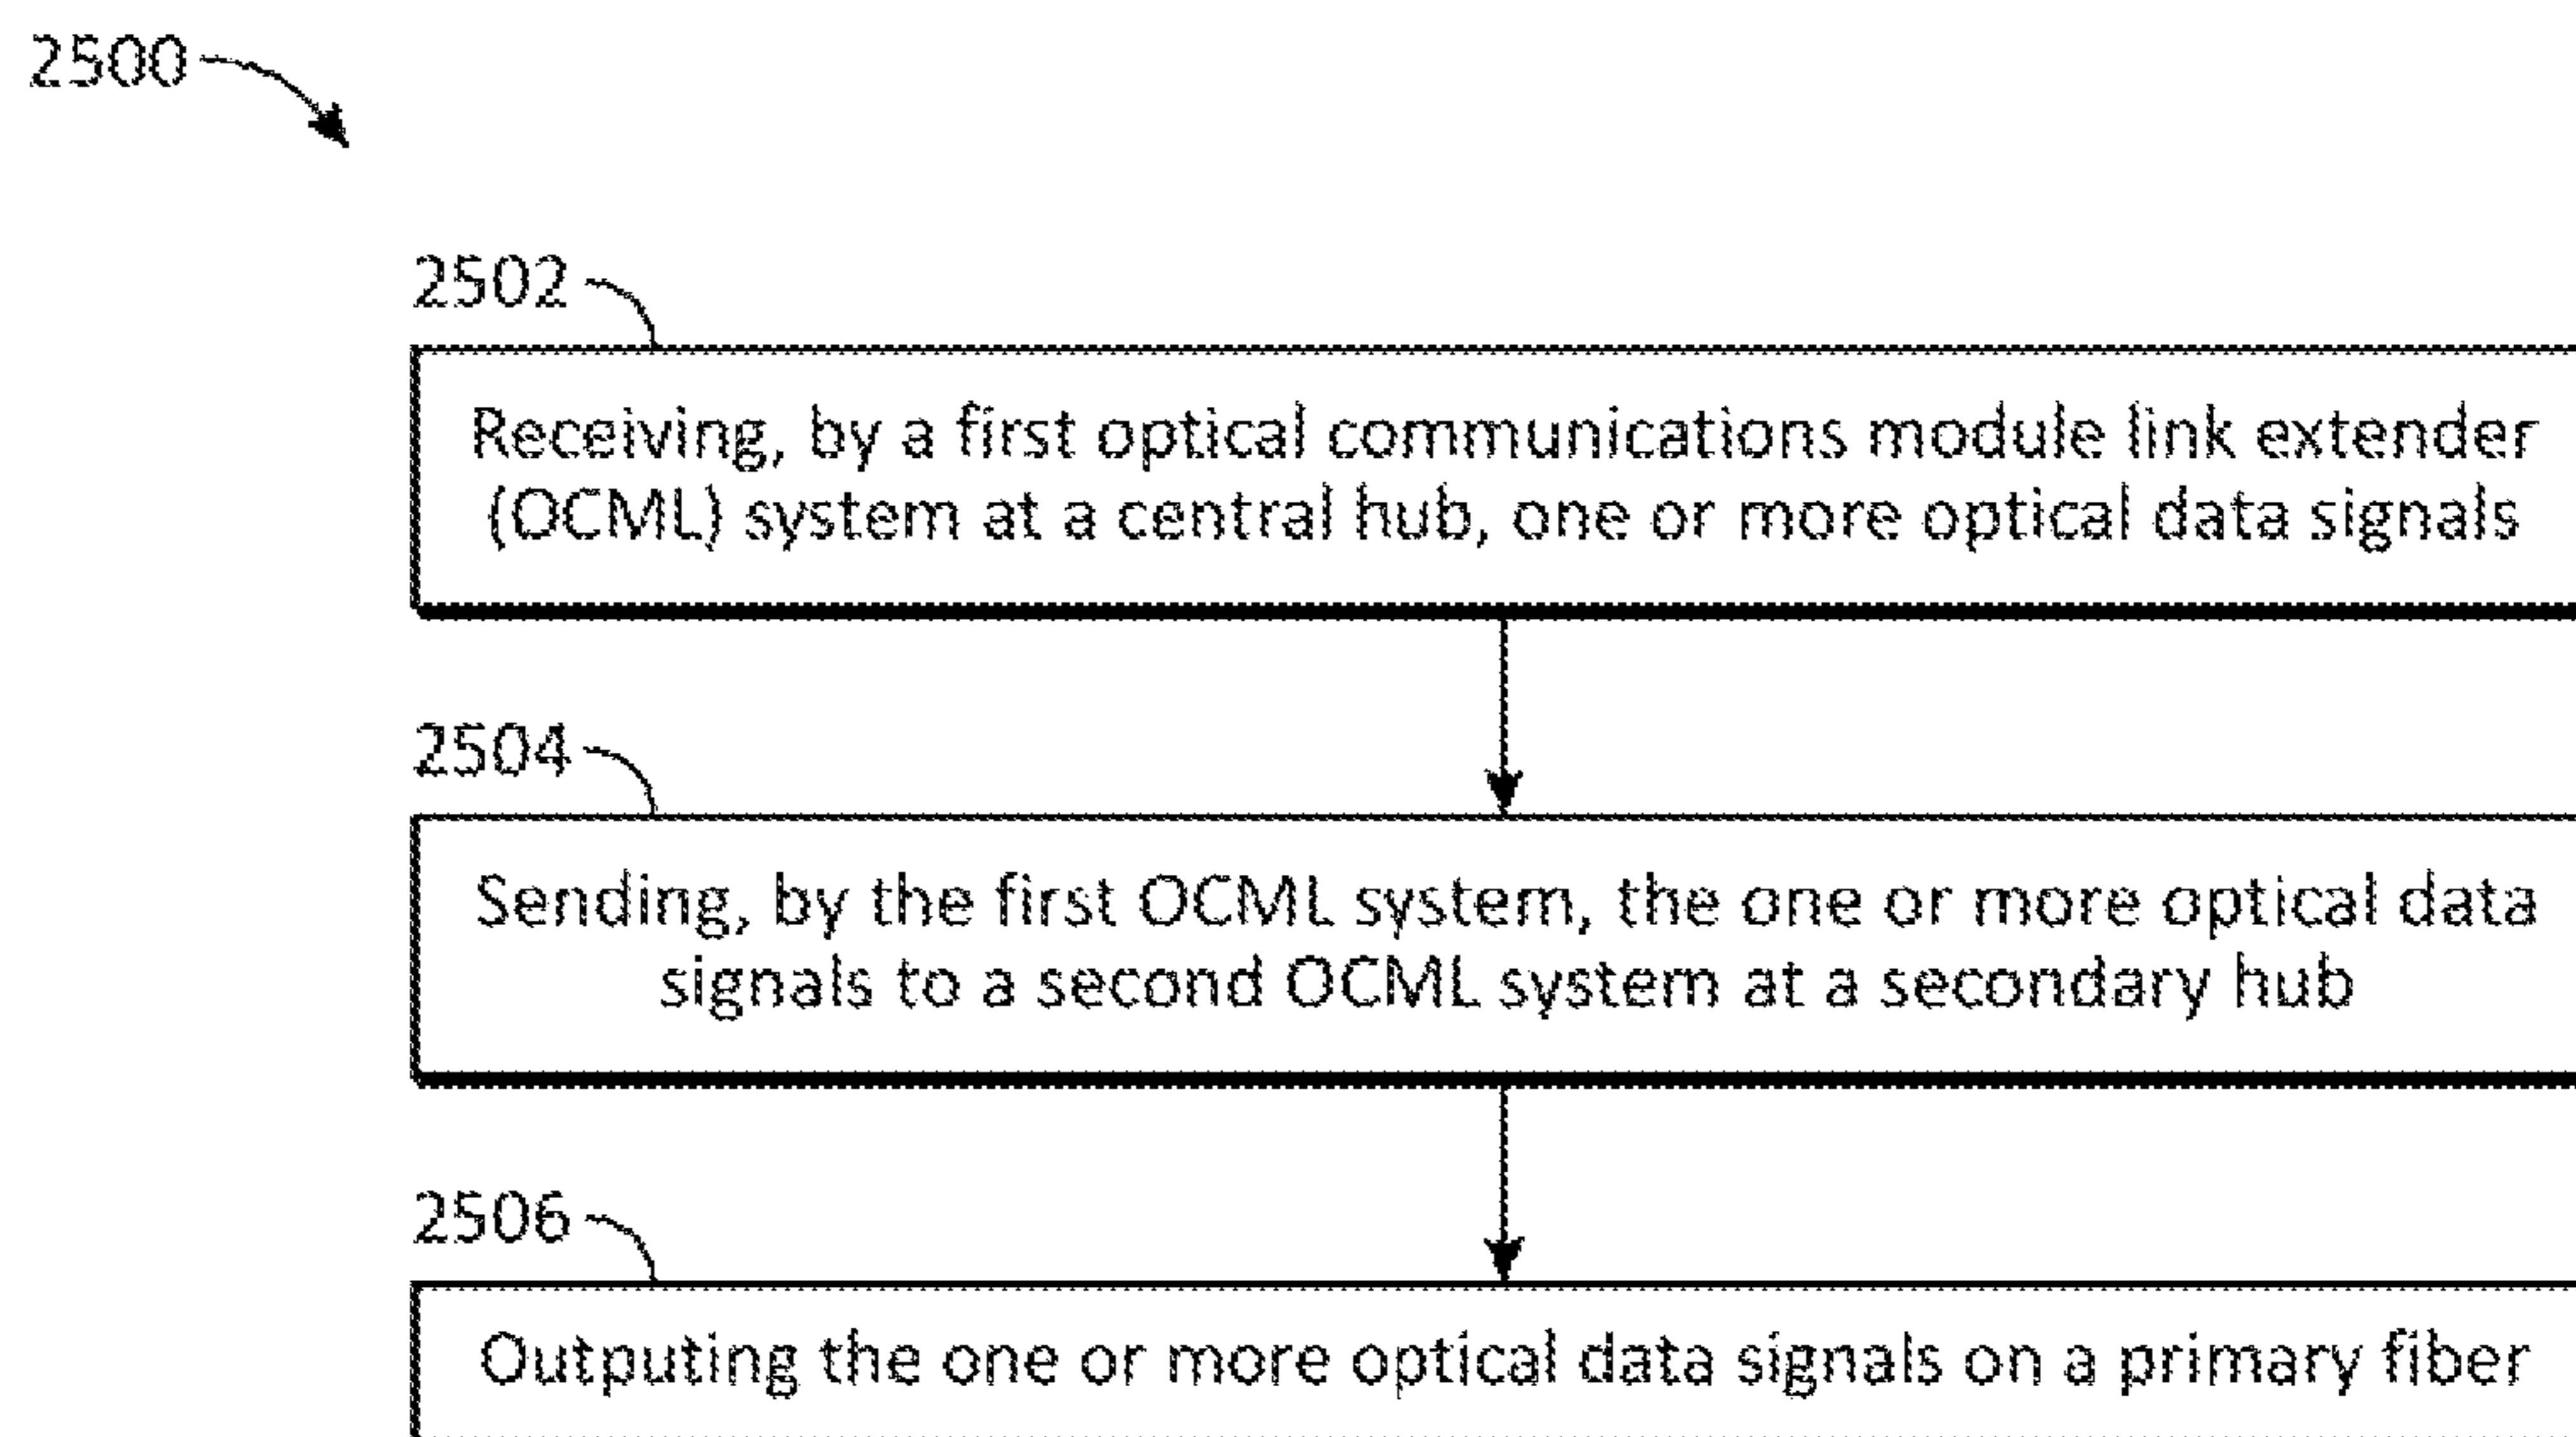 2500
2502
Receiving, by a first optical communications module link extender
(OCML) system at a central hub, one or more optical data signals
2504
Sending, by the first OCML system, the one or more optical data
signals to a second OCML system at a secondary hub
2506
Outputing the one or more optical data signals on a primary fiber